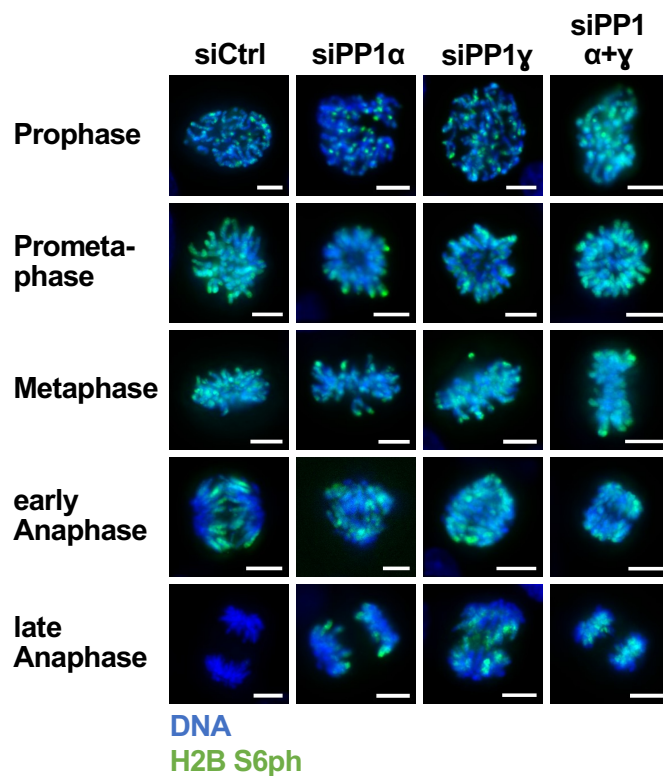 siCtrl siPP1α siPP1ɣ siPP1 α+ɣ
Prophase
Prometa-
phase
Metaphase
early
Anaphase
late
Anaphase
DNA
H2B S6ph